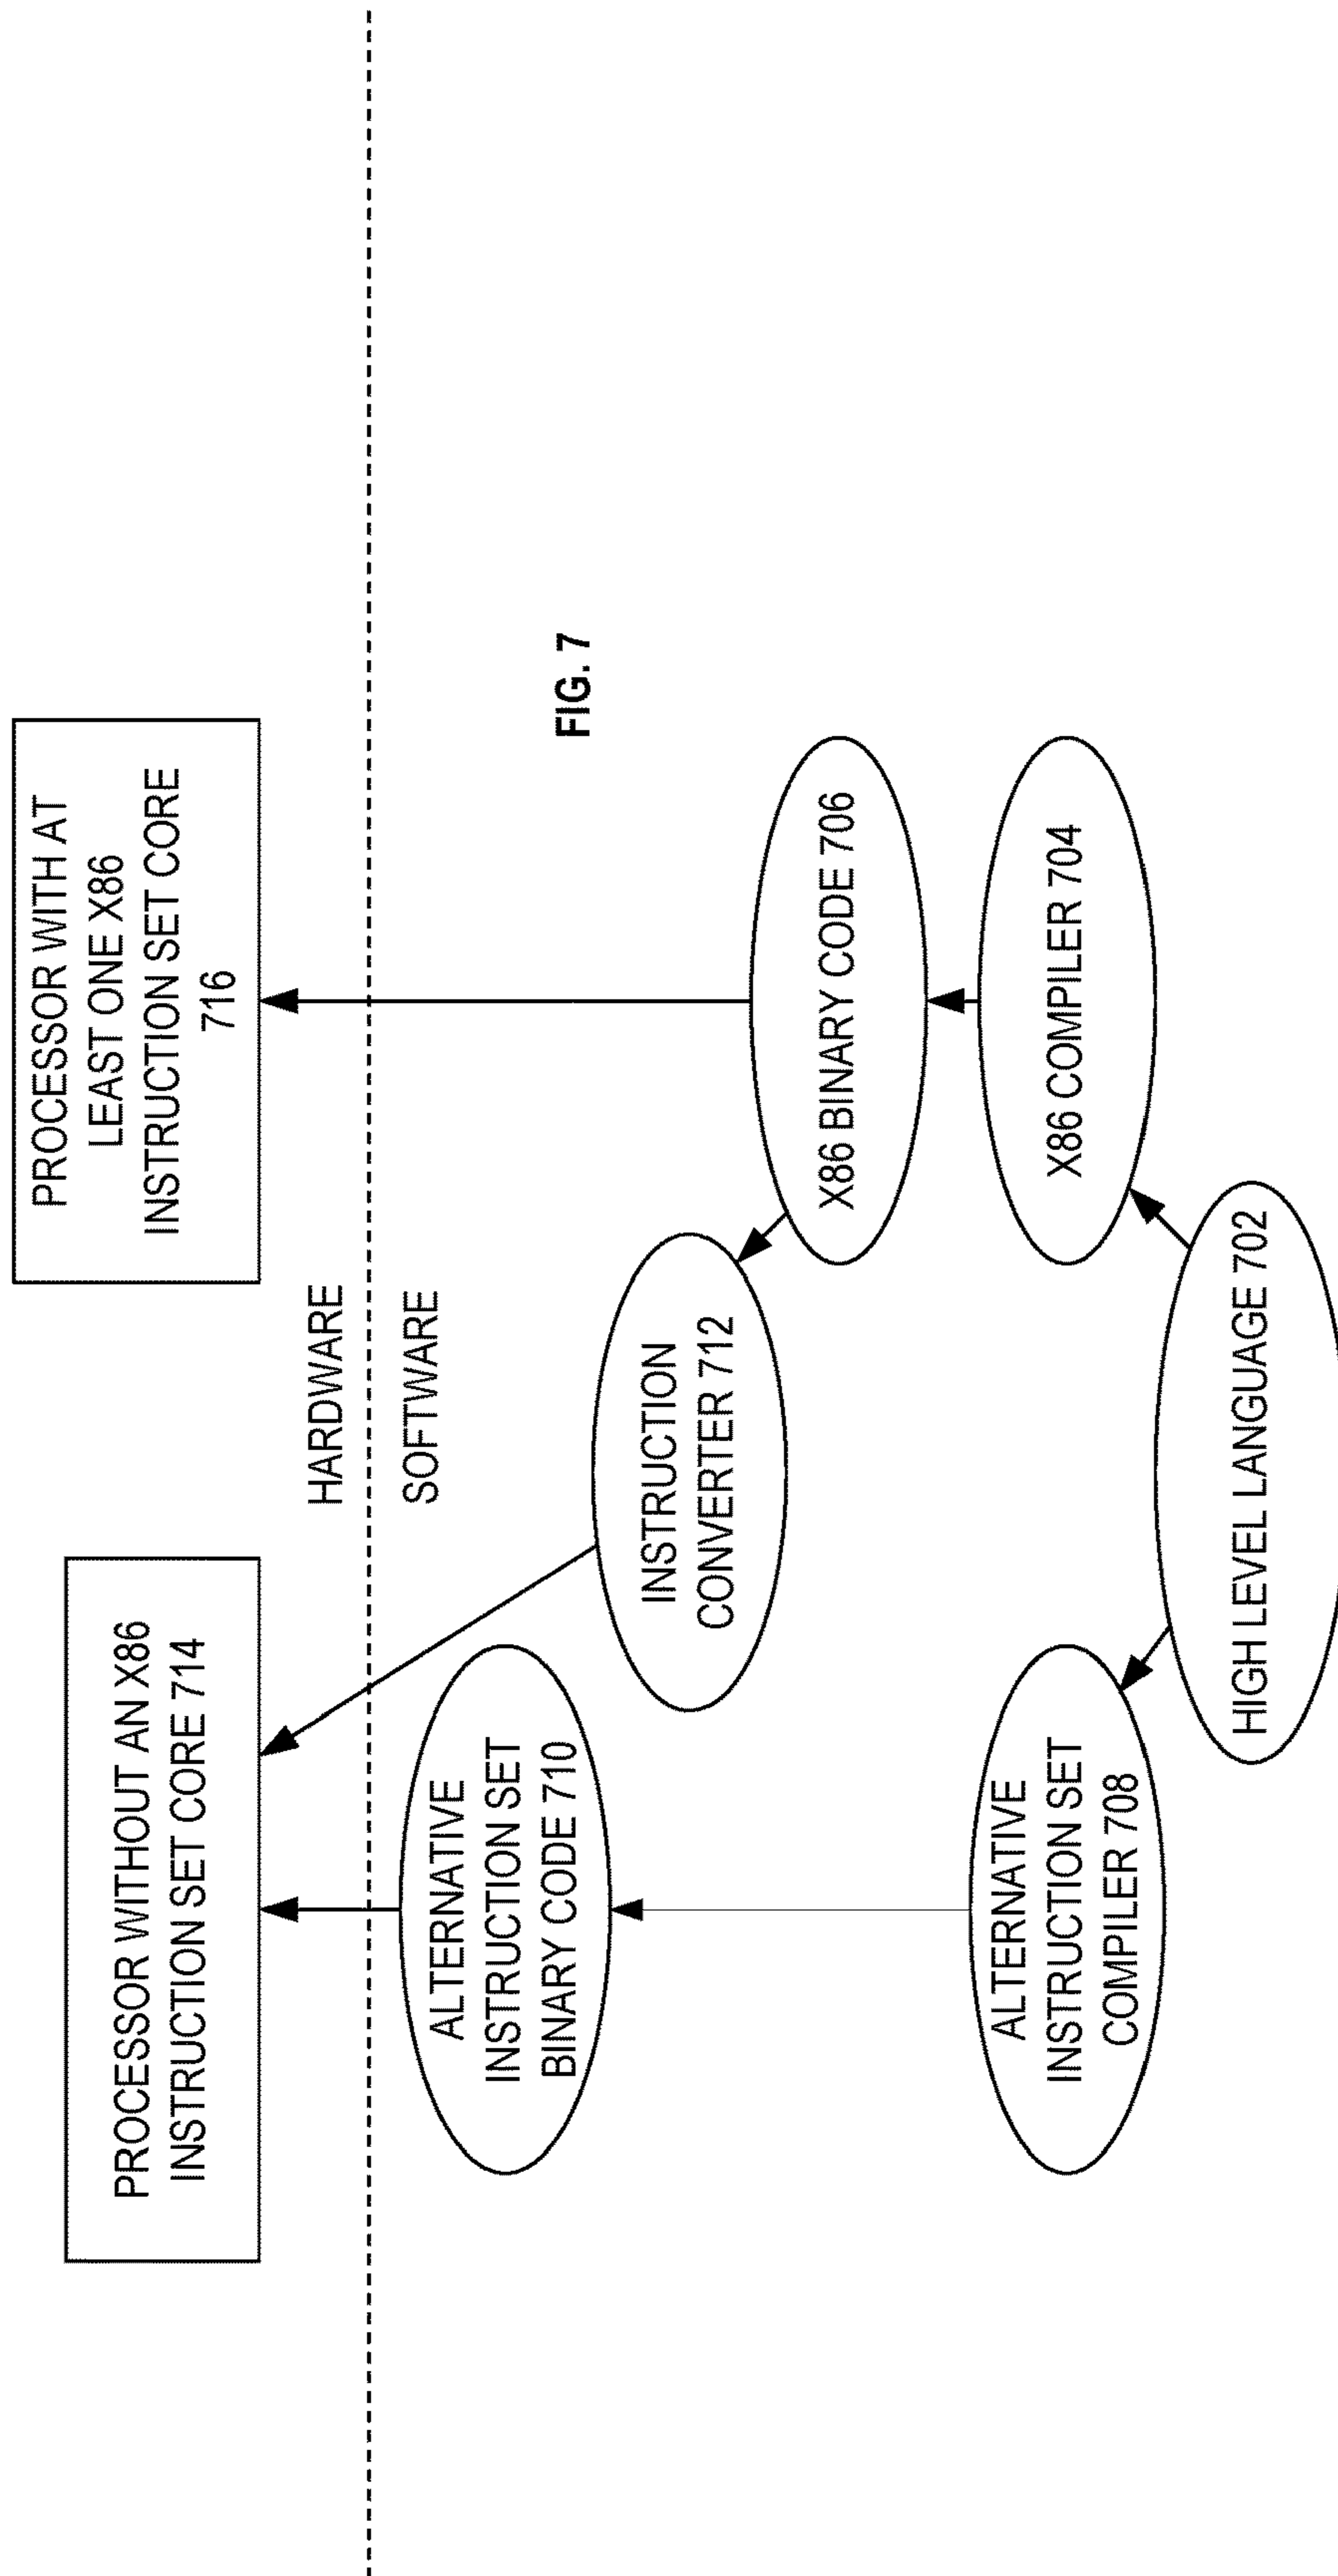 PROCESSOR WITHOUT AN X86
INSTRUCTION SET CORE 714
PROCESSOR WITH AT
LEAST ONE X86
INSTRUCTION SET CORE
716
HARDWARE
SOFTWARE
ALTERNATIVE
INSTRUCTION SET
BINARY CODE 710
INSTRUCTION
CONVERTER 712
FIG. 7
X86 BINARY CODE 706
ALTERNATIVE
INSTRUCTION SET
COMPILER 708
X86 COMPILER 704
HIGH LEVEL LANGUAGE 702